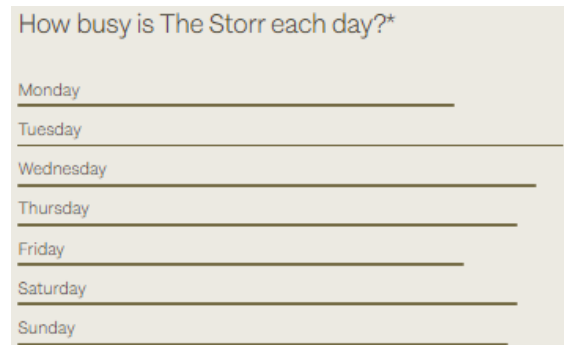 How busy is The Storr each day?*
Monday
Tuesday
Wednesday
Thursday
Friday
Saturday
Sunday